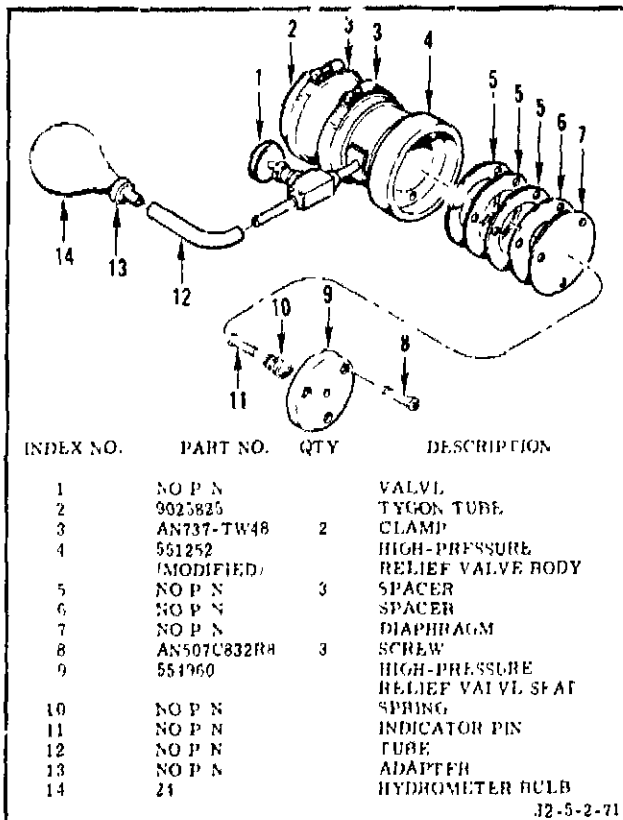 2 3 3 4
1 5 5 5 6 7
14 13 12
11 10 9 8
INDEX NO. PART NO. QTY DESCRIPTION
1 NO P N VALVE
2 9025825 TYGON TUBE
3 AN737-TW48 2 CLAMP
4 551252 HIGH-PRESSURE
(MODIFIED) RELIEF VALVE BODY
5 NO P N 3 SPACER
6 NO P N SPACER
7 NO P N DIAPHRAGM
8 AN507C832R8 3 SCREW
9 551960 HIGH-PRESSURE
RELIEF VALVE SEAT
10 NO P N SPRING
11 NO P N INDICATOR PIN
12 NO P N TUBE
13 NO P N ADAPTER
14 21 HYDROMETER BULB
J2-5-2-71